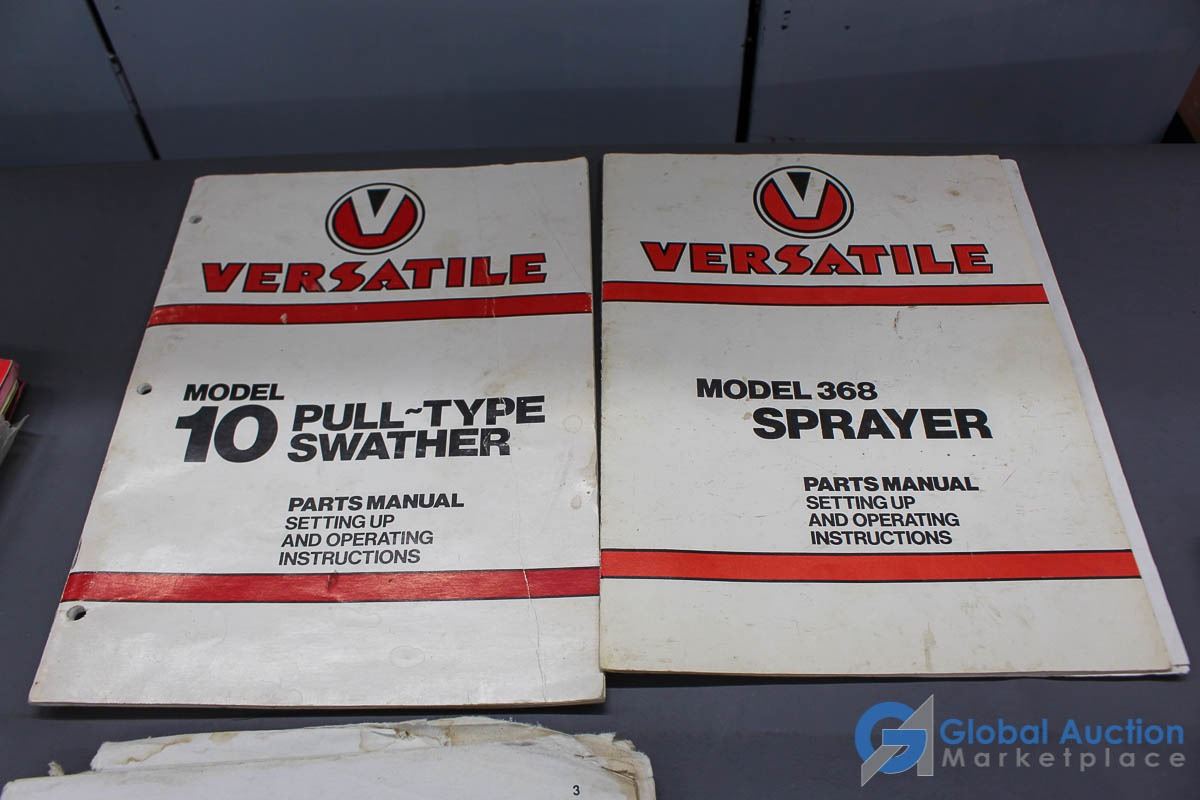 V
VERSATILE
MODEL
10 PULL~TYPE
SWATHER
PARTS MANUAL
SETTING UP
AND OPERATING
INSTRUCTIONS
V
VERSATILE
MODEL 368
SPRAYER
PARTS MANUAL
SETTING UP
AND OPERATING
INSTRUCTIONS
3
Global Auction
Marketplace